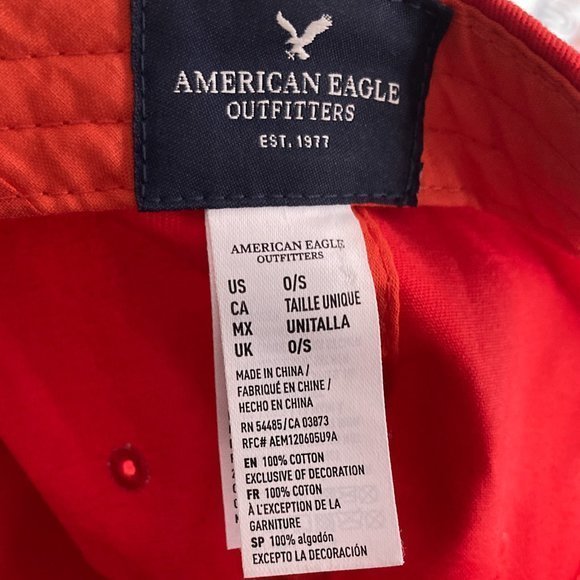 AMERICAN EAGLE
OUTFITTERS
EST. 1977
AMERICAN EAGLE
OUTFITTERS
US O/S
CA TAILLE UNIQUE
MX UNITALLA
UK O/S
MADE IN CHINA /
FABRIQUÉ EN CHINE /
HECHO EN CHINA
RN 54485/CA 03873
RFC# AEM120605U9A
EN 100% COTTON
EXCLUSIVE OF DECORATION
FR 100% COTON
À L'EXCEPTION DE LA
GARNITURE
SP 100% algodón
EXCEPTO LA DECORACIÓN